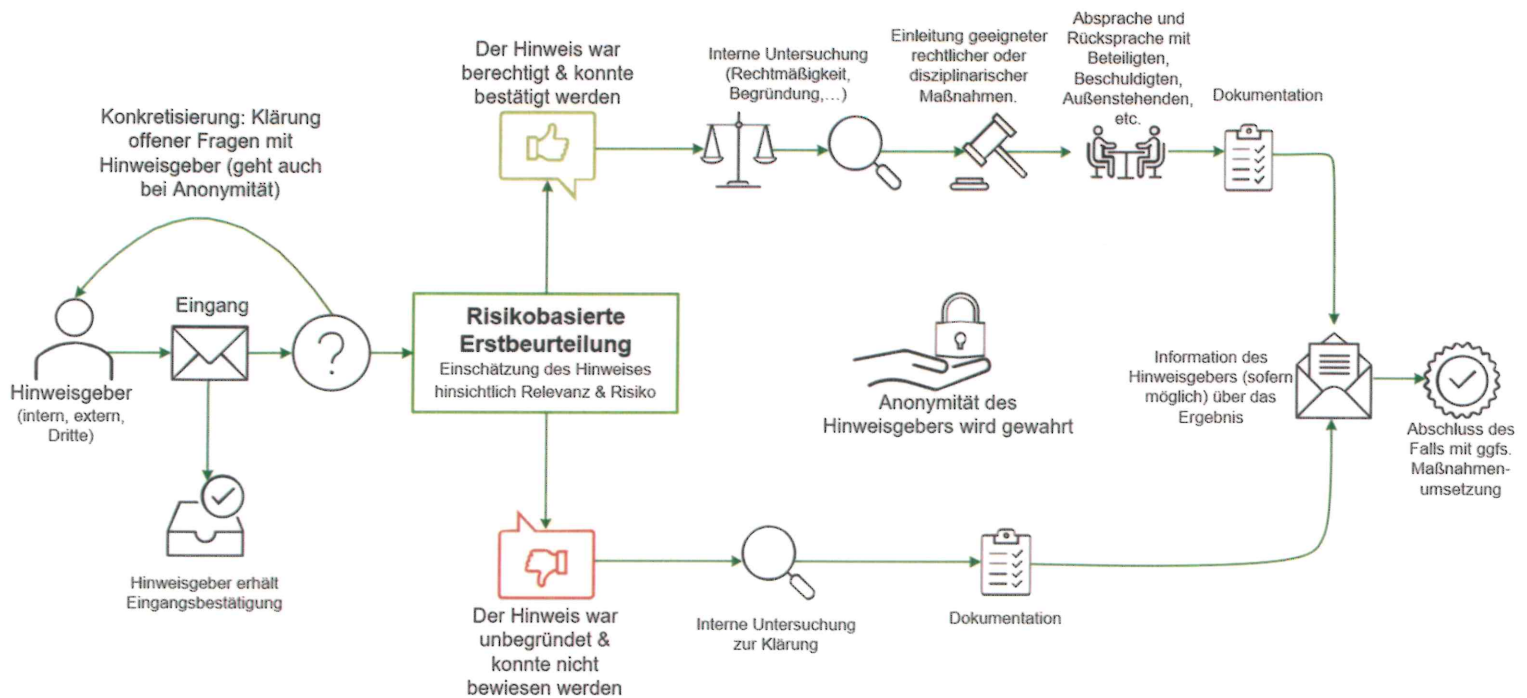 Konkretisierung: Klärung
offener Fragen mit
Hinweisgeber (geht auch
bei Anonymität)
Hinweisgeber
(intern, extern,
Dritte)
Eingang
Hinweisgeber erhält
Eingangsbestätigung
?
Risikobasierte
Erstbeurteilung
Einschätzung des Hinweises
hinsichtlich Relevanz & Risiko
Der Hinweis war
berechtigt & konnte
bestätigt werden
Interne Untersuchung
(Rechtmäßigkeit,
Begründung,...)
Einleitung geeigneter
rechtlicher oder
disziplinarischer
Maßnahmen.
Absprache und
Rücksprache mit
Beteiligten,
Beschuldigten,
Außenstehenden,
etc.
Dokumentation
Anonymität des
Hinweisgebers wird gewahrt
Der Hinweis war
unbegründet &
konnte nicht
bewiesen werden
Interne Untersuchung
zur Klärung
Dokumentation
Information des
Hinweisgebers (sofern
möglich) über das
Ergebnis
Abschluss des
Falls mit ggfs.
Maßnahmen-
umsetzung